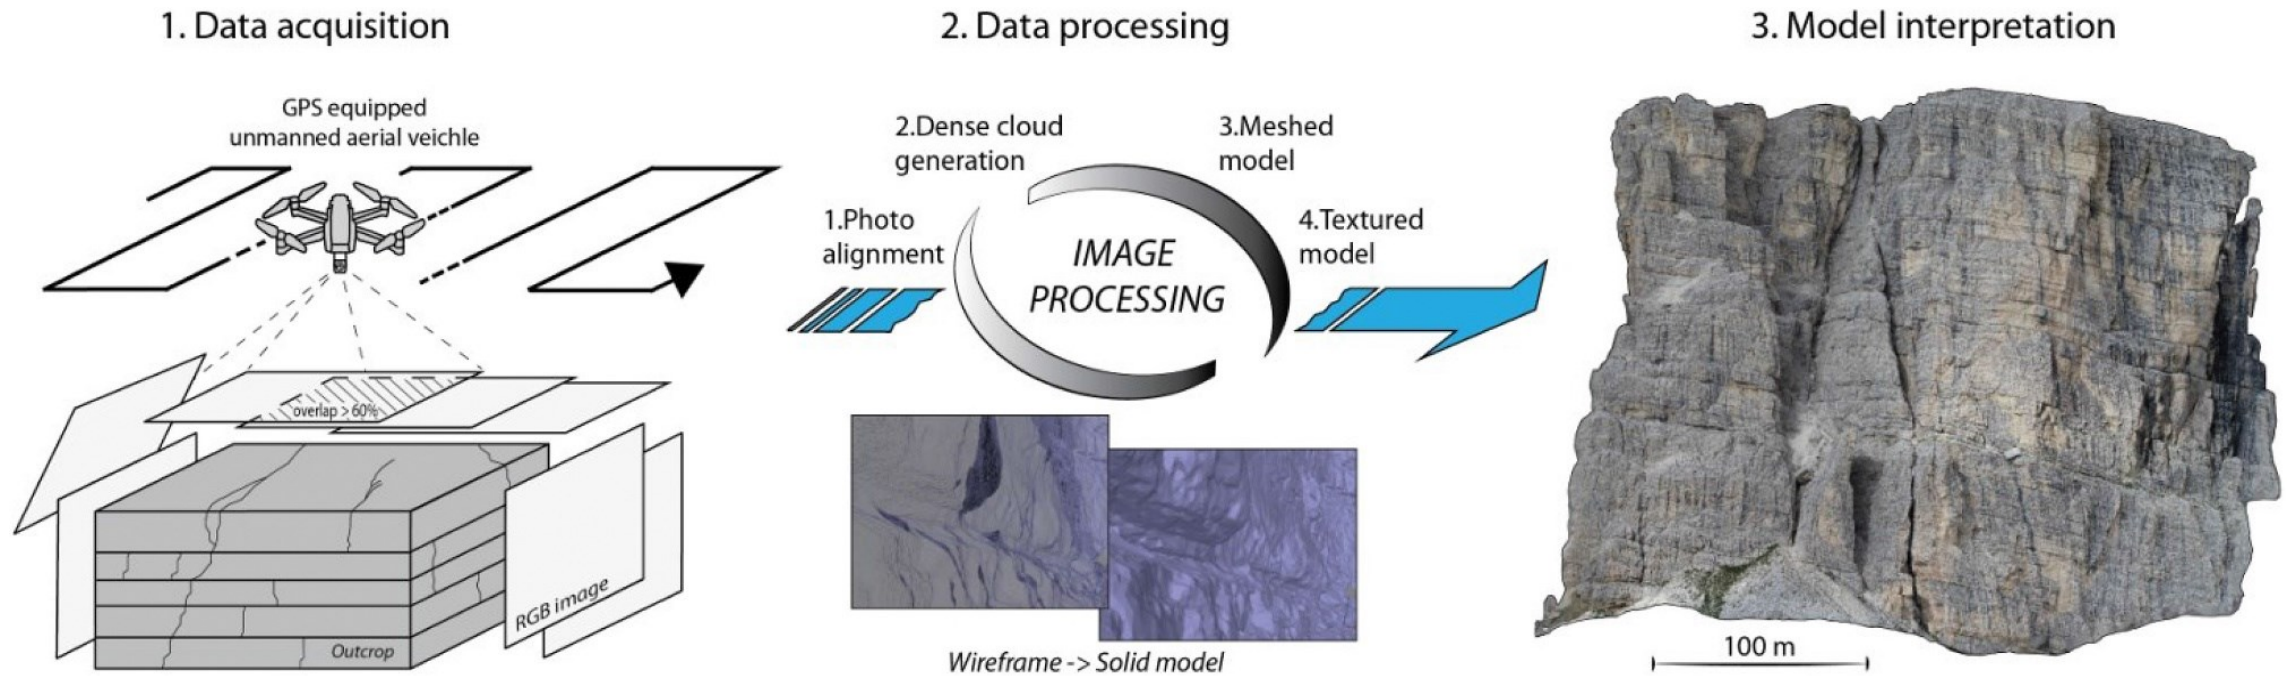 1. Data acquisition
GPS equipped
unmanned aerial veichle
overlap > 60%
RGB image
Outcrop
2. Data processing
2.Dense cloud
generation
3.Meshed
model
1.Photo
alignment
4.Textured
model
IMAGE
PROCESSING
Wireframe -> Solid model
3. Model interpretation
100 m